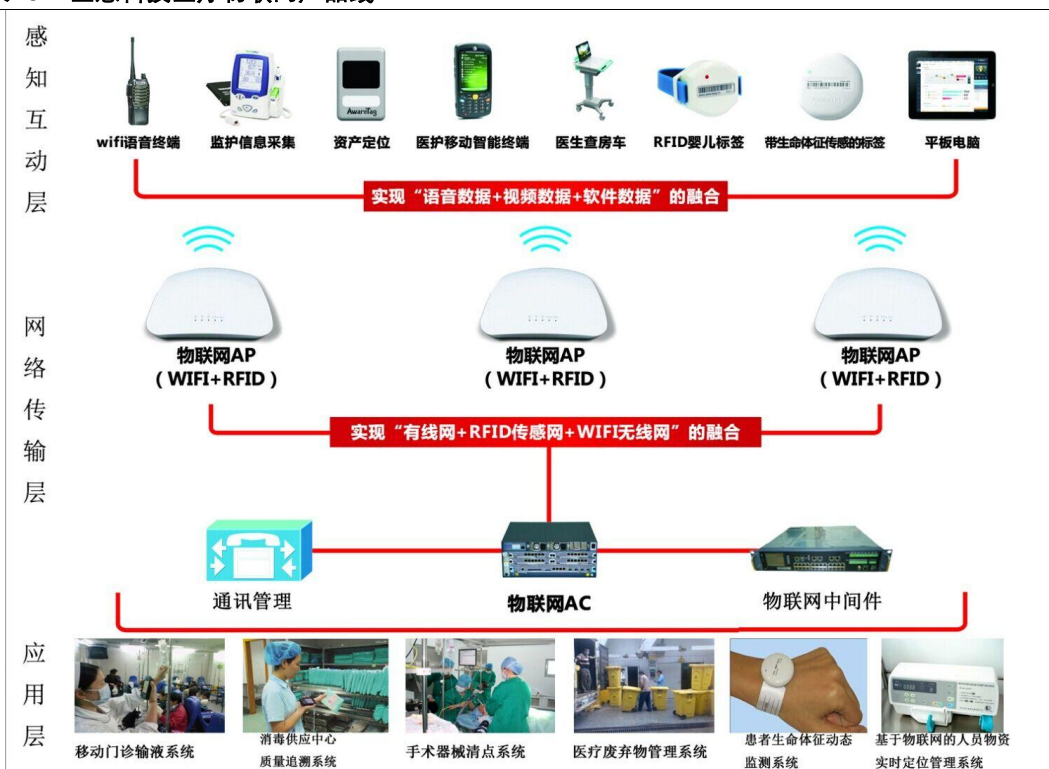 感知互动层
AwareTag
wifi语音终端
监护信息采集
资产定位
医护移动智能终端
医生查房车
RFID婴儿标签
带生命体征传感的标签
平板电脑
实现“语音数据+视频数据+软件数据”的融合
网络传输层
物联网AP
（WIFI+RFID）
物联网AP
（WIFI+RFID）
物联网AP
（WIFI+RFID）
实现“有线网+RFID传感网+WIFI无线网”的融合
通讯管理
物联网AC
物联网中间件
应用层
移动门诊输液系统
消毒供应中心
质量追溯系统
手术器械清点系统
医疗废弃物管理系统
患者生命体征动态
监测系统
基于物联网的人员物资
实时定位管理系统